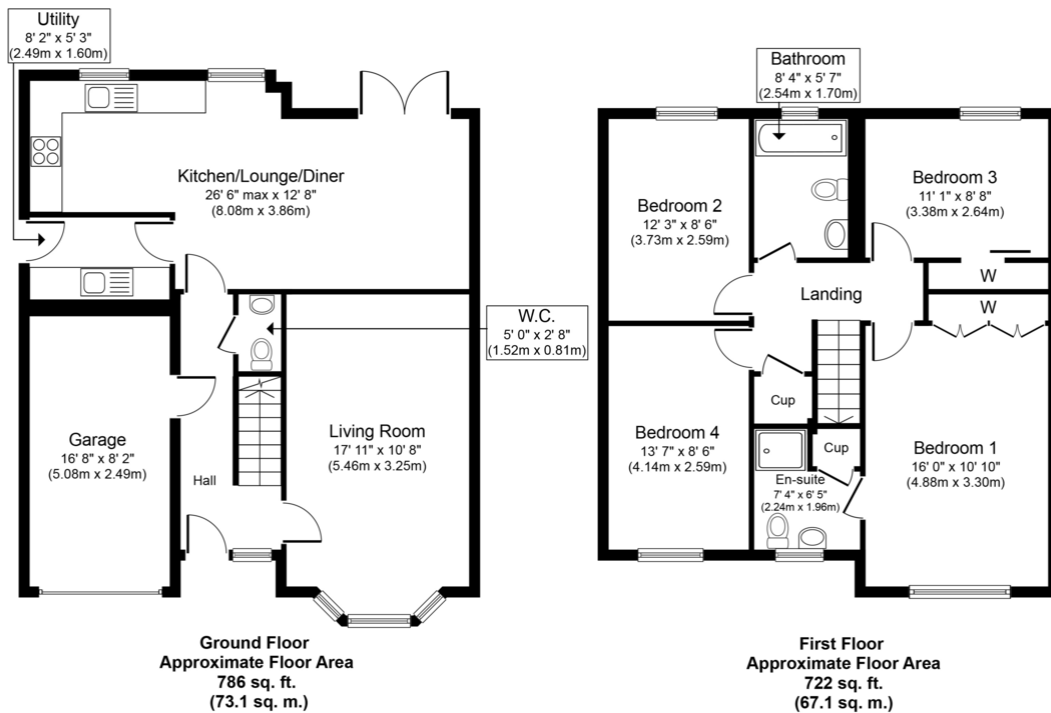 Utility
8' 2" x 5' 3"
(2.49m x 1.60m)
Kitchen/Lounge/Diner
26' 6" max x 12' 8"
(8.08m x 3.86m)
W.C.
5' 0" x 2' 8"
(1.52m x 0.81m)
Garage
16' 8" x 8' 2"
(5.08m x 2.49m)
Hall
Living Room
17' 11" x 10' 8"
(5.46m x 3.25m)
Ground Floor
Approximate Floor Area
786 sq. ft.
(73.1 sq. m.)
Bathroom
8' 4" x 5' 7"
(2.54m x 1.70m)
Bedroom 2
12' 3" x 8' 6"
(3.73m x 2.59m)
Bedroom 3
11' 1" x 8' 8"
(3.38m x 2.64m)
W
Landing
W
Cup
Bedroom 4
13' 7" x 8' 6"
(4.14m x 2.59m)
Cup
En-suite
7' 4" x 6' 5"
(2.24m x 1.96m)
Bedroom 1
16' 0" x 10' 10"
(4.88m x 3.30m)
First Floor
Approximate Floor Area
722 sq. ft.
(67.1 sq. m.)